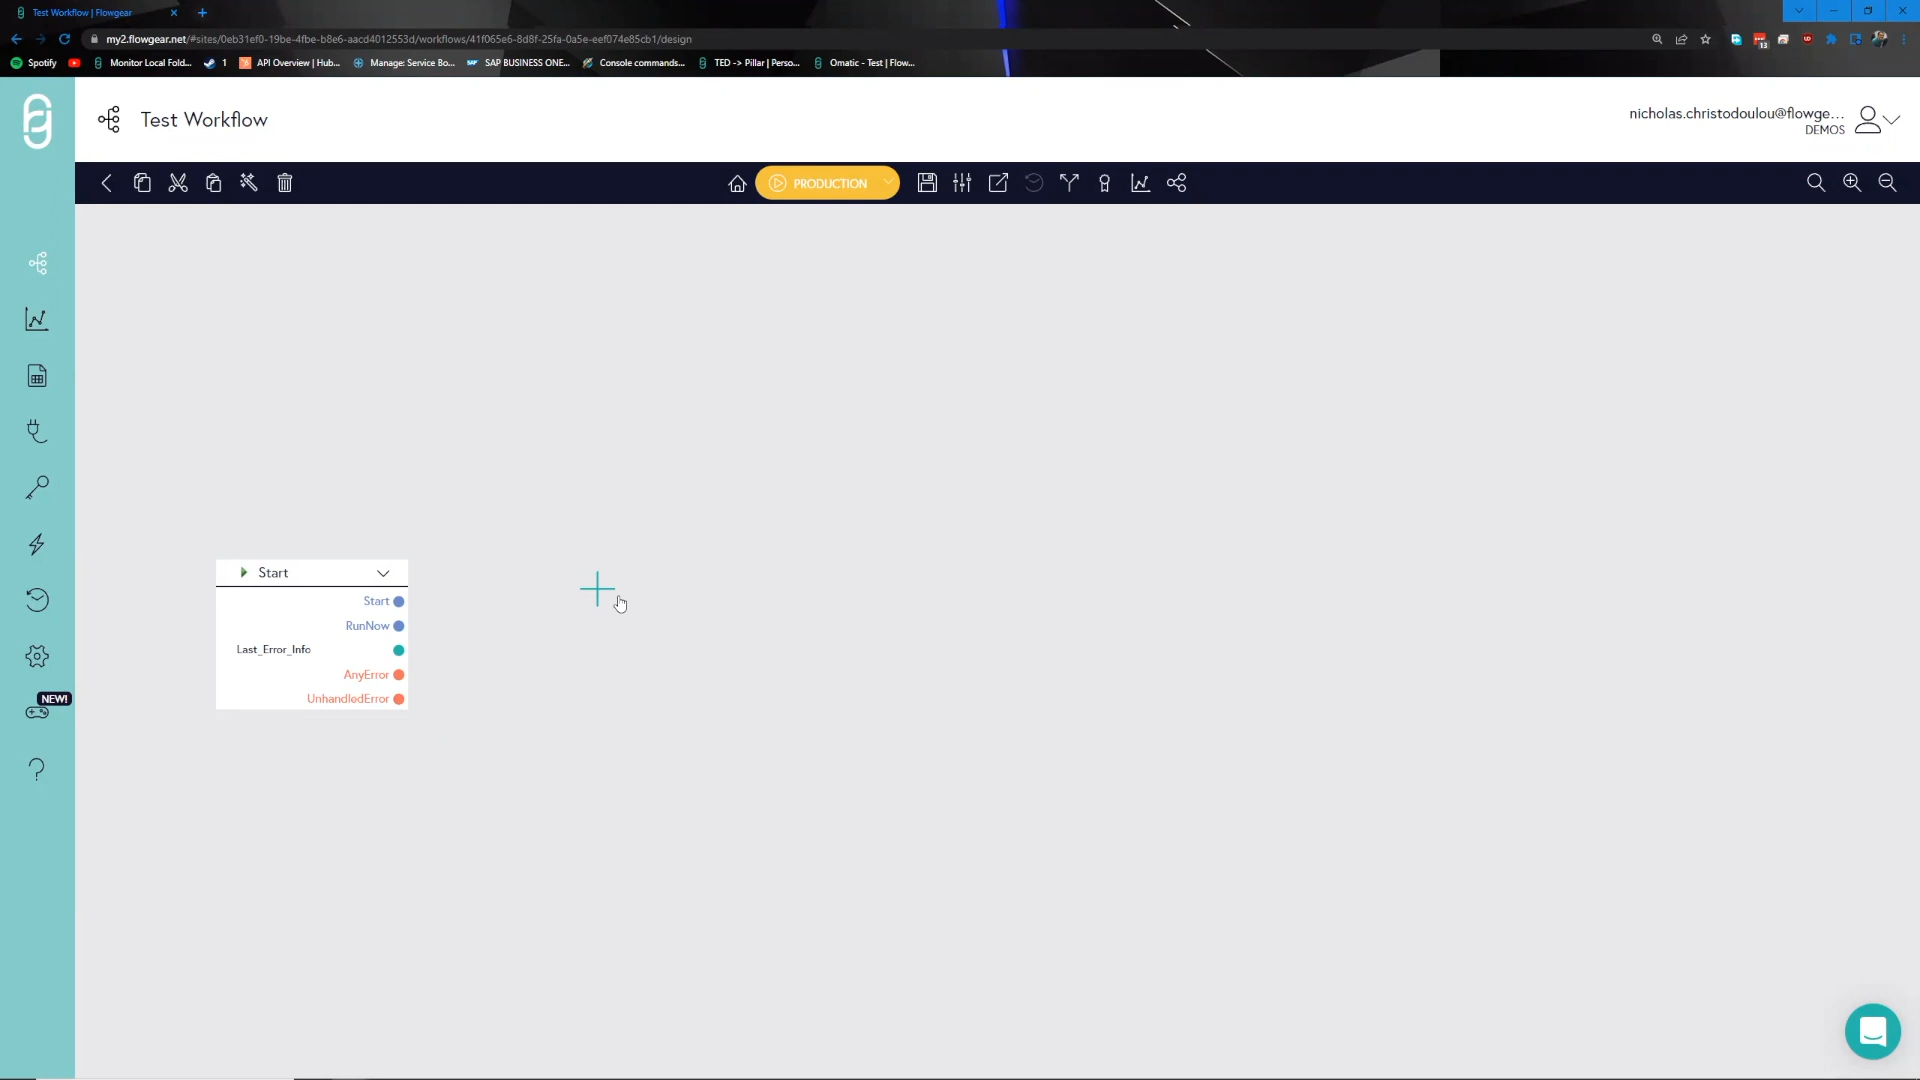 Test Workflow | Flowgear
my2.flowgear.net/#sites/0eb31ef0-19be-4fbe-b8e6-aacd4012553d/workflows/41f065e6-8d8f-25fa-0a5e-eef074e85cb1/design
13
Spotify
Monitor Local Fold...
1
API Overview | Hub...
Manage: Service Bo...
SAP BUSINESS ONE...
Console commands...
TED -> Pillar | Perso...
Omatic - Test | Flow...
Test Workflow
nicholas.christodoulou@flowge...
DEMOS
PRODUCTION
Start
Start
RunNow
Last_Error_Info
AnyError
UnhandledError
NEW!